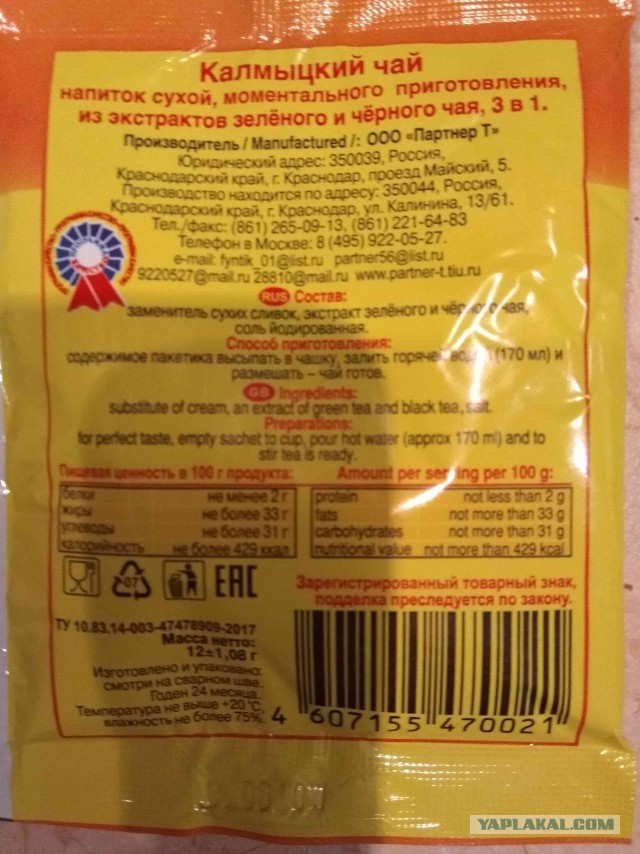 Калмыцкий чай
напиток сухой, моментального приготовления,
из экстрактов зелёного и чёрного чая, 3 в 1.
Производитель / Manufactured /: ООО «Партнер Т»
Юридический адрес: 350039, Россия,
Краснодарский край, г. Краснодар, проезд Майский, 5.
Производство находится по адресу: 350044, Россия,
Краснодарский край, г. Краснодар, ул. Калинина, 13/61.
Тел./факс: (861) 265-09-13, (861) 221-64-83
Телефон в Москве: 8 (495) 922-05-27.
e-mail: fyntik_01@list.ru partner56@list.ru
9220527@mail.ru 28810@mail.ru www.partner-t.tiu.ru
RUS Состав:
заменитель сухих сливок, экстракт зелёного и чёрного чая,
соль йодированная.
Способ приготовления:
содержимое пакетика высыпать в чашку, залить горячей водой (170 мл) и
размешать – чай готов.
GB Ingredients:
substitute of cream, an extract of green tea and black tea, salt.
Preparations:
for perfect taste, empty sachet to cup, pour hot water (approx 170 ml) and to
stir tea is ready.
Пищевая ценность в 100 г продукта:
белки не менее 2 г
жиры не более 33 г
углеводы не более 31 г
калорийность не более 429 ккал
Amount per serving per 100 g:
protein not less than 2 g
fats not more than 33 g
carbohydrates not more than 31 g
nutritional value not more than 429 kcal
07
EAC
Зарегистрированный товарный знак,
подделка преследуется по закону.
ТУ 10.83.14-003-47478909-2017
Масса нетто:
12±1,08 г
Изготовлено и упаковано:
смотри на сварном шве.
Годен 24 месяца.
Температура не выше +20 °С,
влажность не более 75%.
4 607155 470021
YAPLAKAL.COM